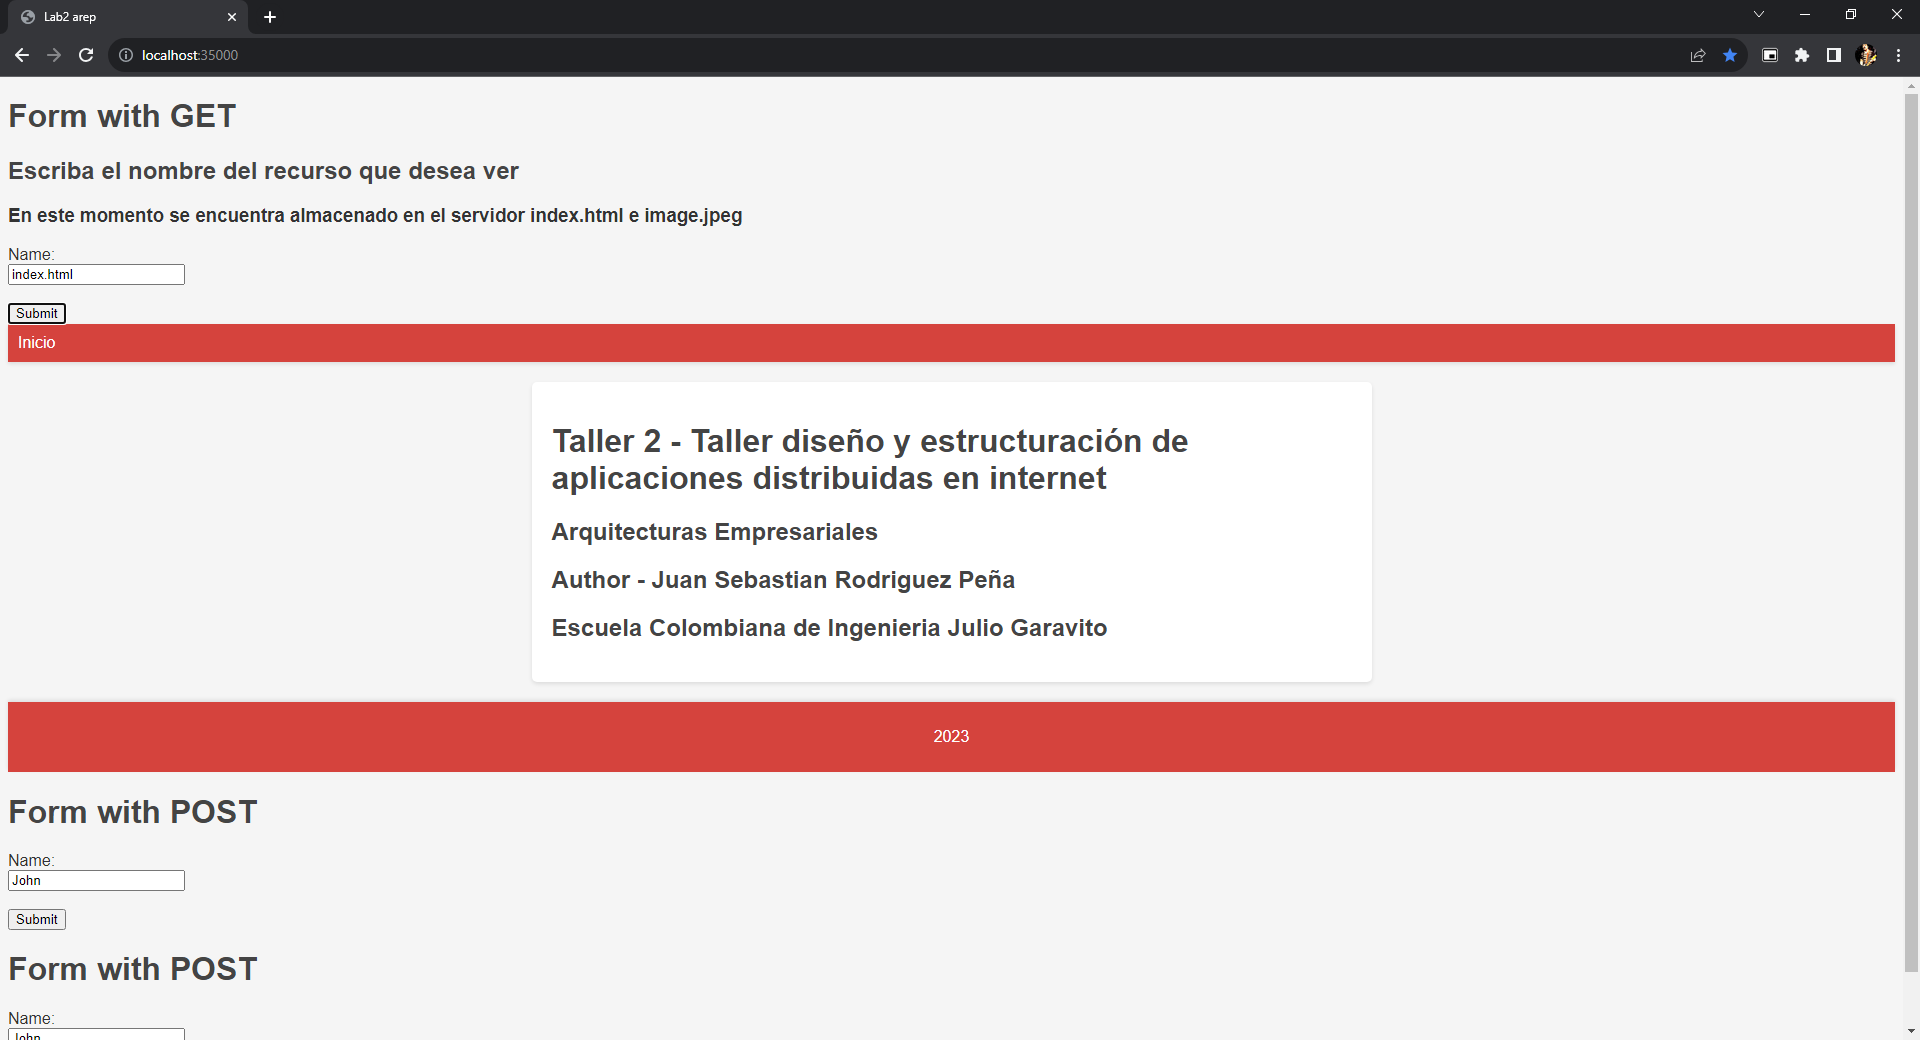 Lab2 arep
localhost:35000
Form with GET
Escriba el nombre del recurso que desea ver
En este momento se encuentra almacenado en el servidor index.html e image.jpeg
Name:
index.html
Submit
Inicio
Taller 2 - Taller diseño y estructuración de
aplicaciones distribuidas en internet
Arquitecturas Empresariales
Author - Juan Sebastian Rodriguez Peña
Escuela Colombiana de Ingenieria Julio Garavito
2023
Form with POST
Name:
John
Submit
Form with POST
Name:
John